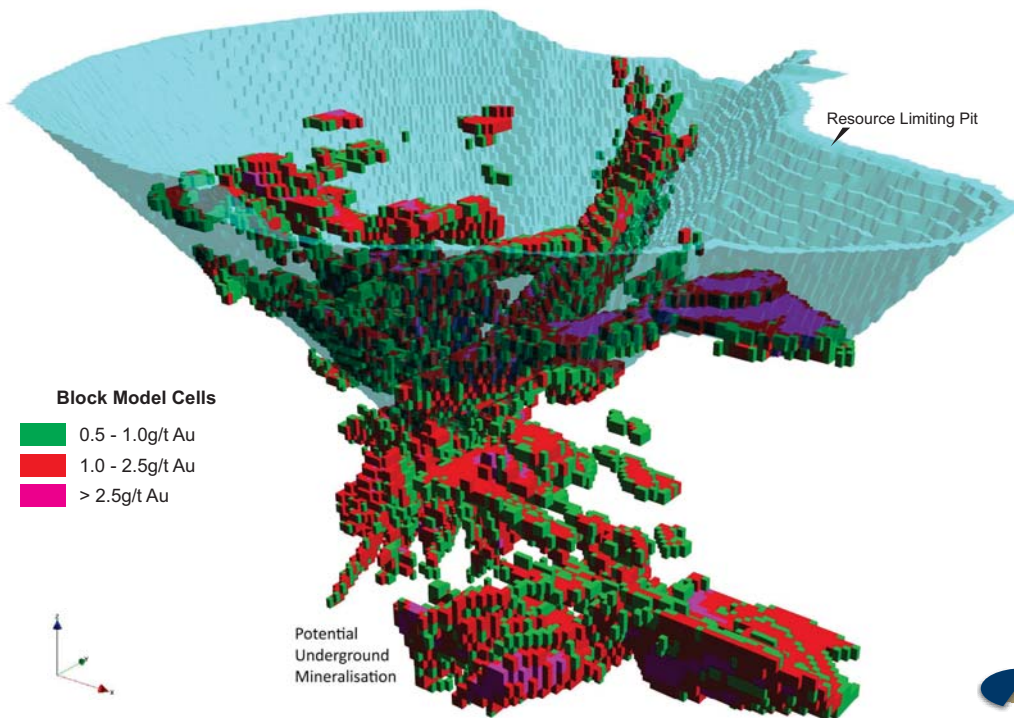 Resource Limiting Pit
Block Model Cells
0.5 - 1.0g/t Au
1.0 - 2.5g/t Au
> 2.5g/t Au
Potential
Underground
Mineralisation